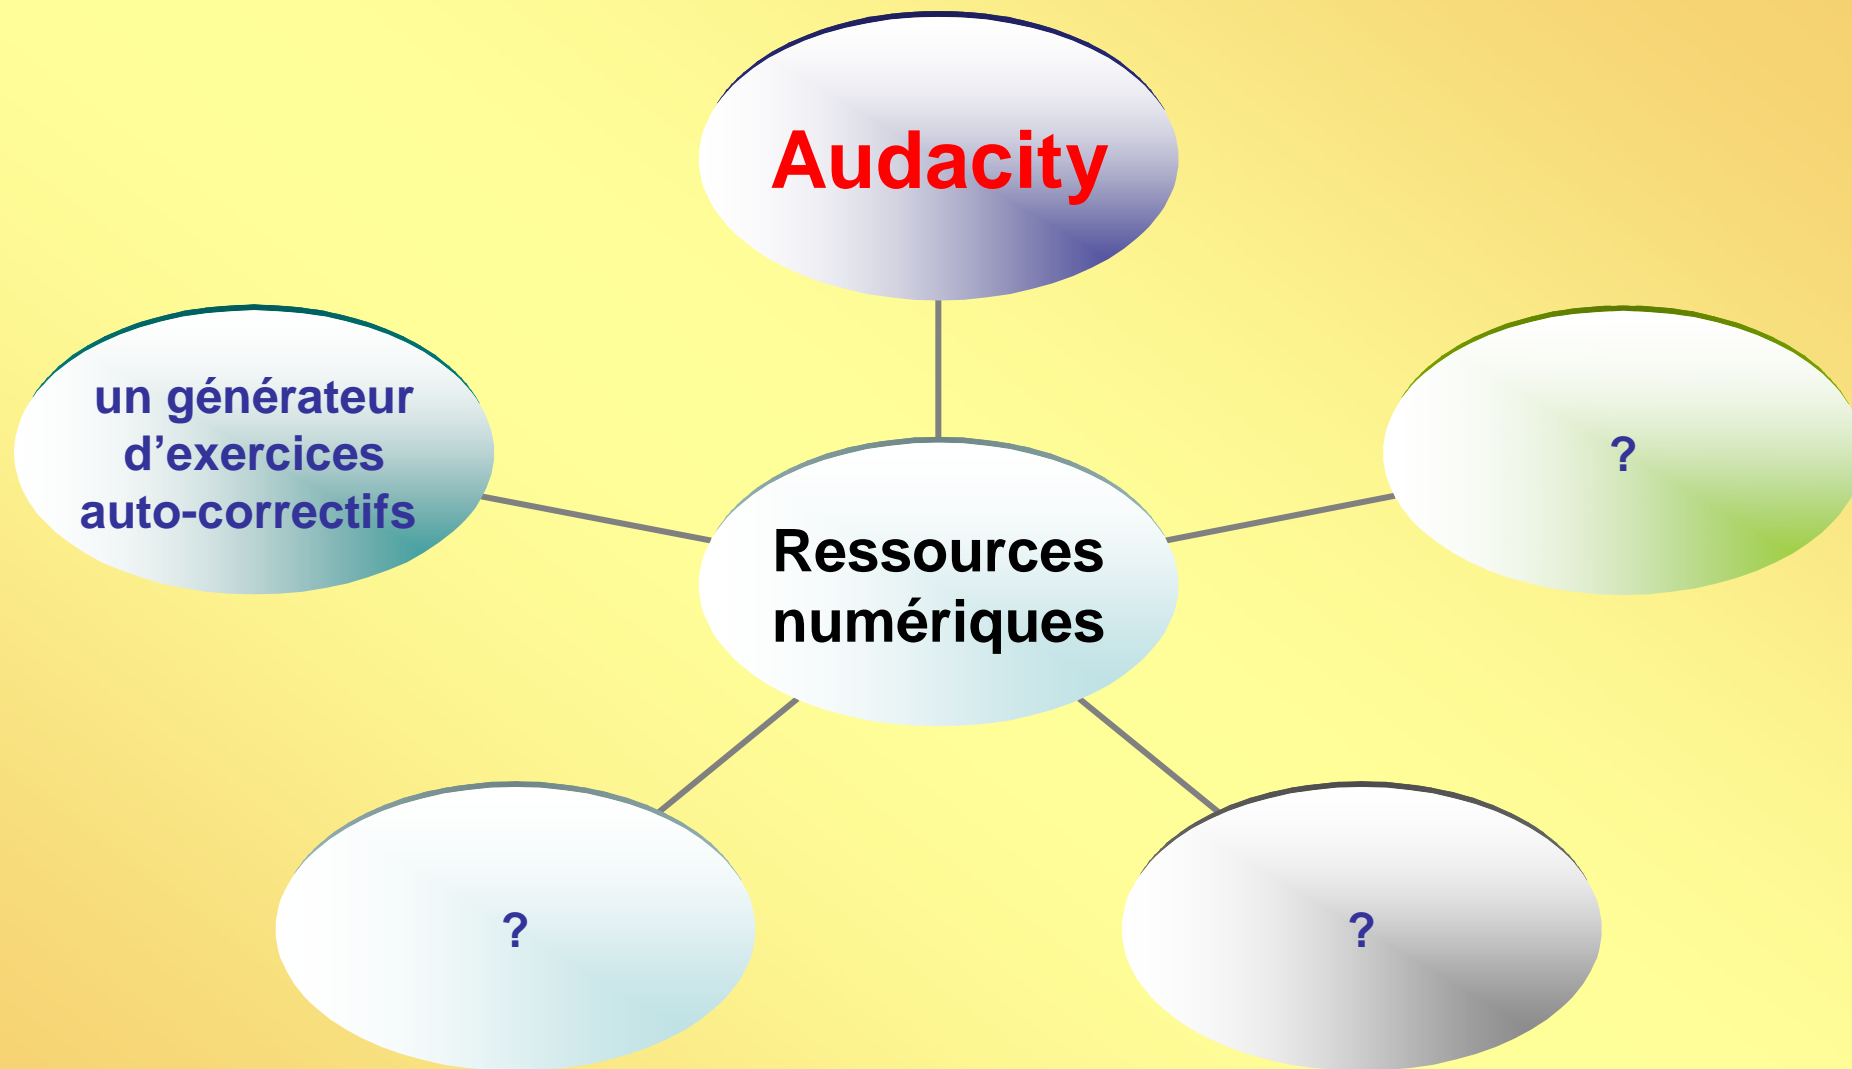 Audacity
un générateur
d’exercices
auto-correctifs
?
Ressources
numériques
?
?